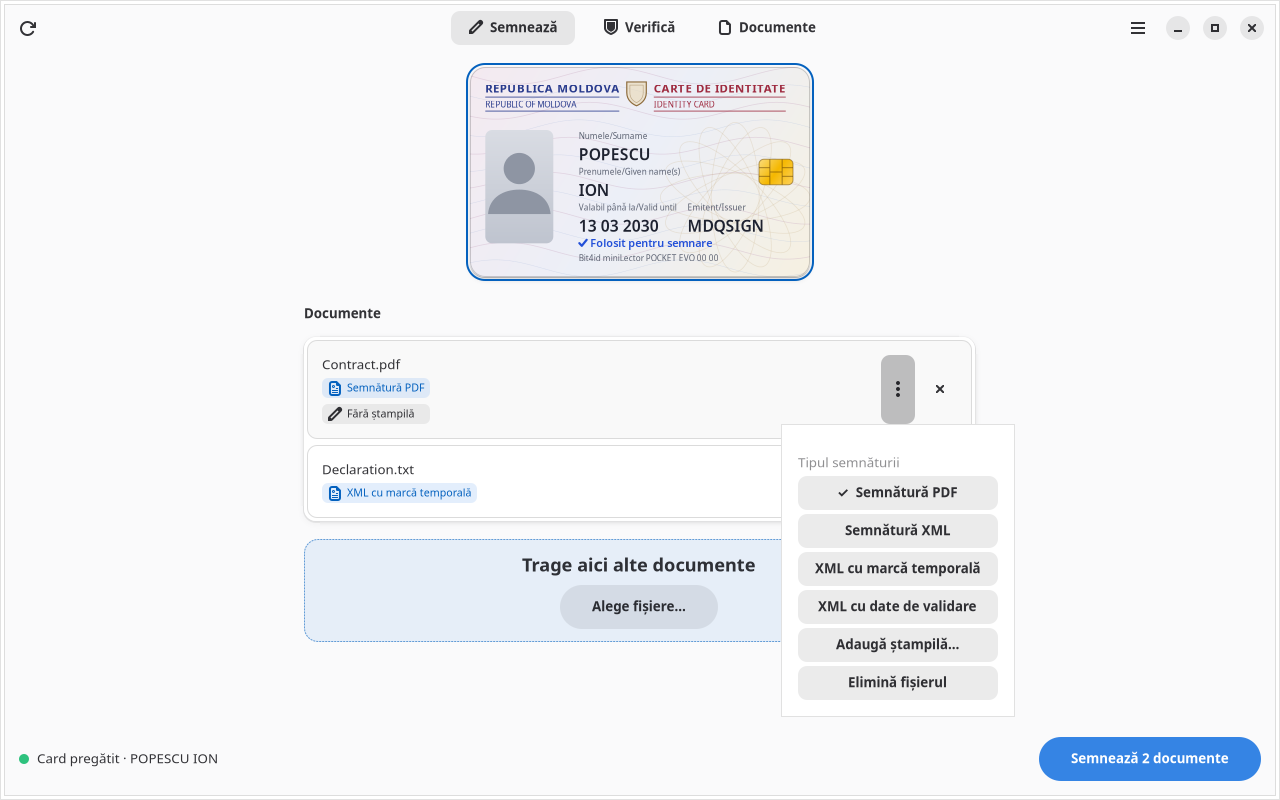 Semnează
Verifică
Documente
REPUBLICA MOLDOVA
CARTE DE IDENTITATE
REPUBLIC OF MOLDOVA
IDENTITY CARD
Numele/Surname
POPESCU
Prenumele/Given name(s)
ION
Valabil până la/Valid until
Emitent/Issuer
13 03 2030
MDQSIGN
Folosit pentru semnare
Bit4id miniLector POCKET EVO 00 00
Documente
Contract.pdf
Semnătură PDF
Fără ștampilă
Declaration.txt
XML cu marcă temporală
Trage aici alte documente
Alege fișiere...
Tipul semnăturii
Semnătură PDF
Semnătură XML
XML cu marcă temporală
XML cu date de validare
Adaugă ștampilă...
Elimină fișierul
Card pregătit · POPESCU ION
Semnează 2 documente